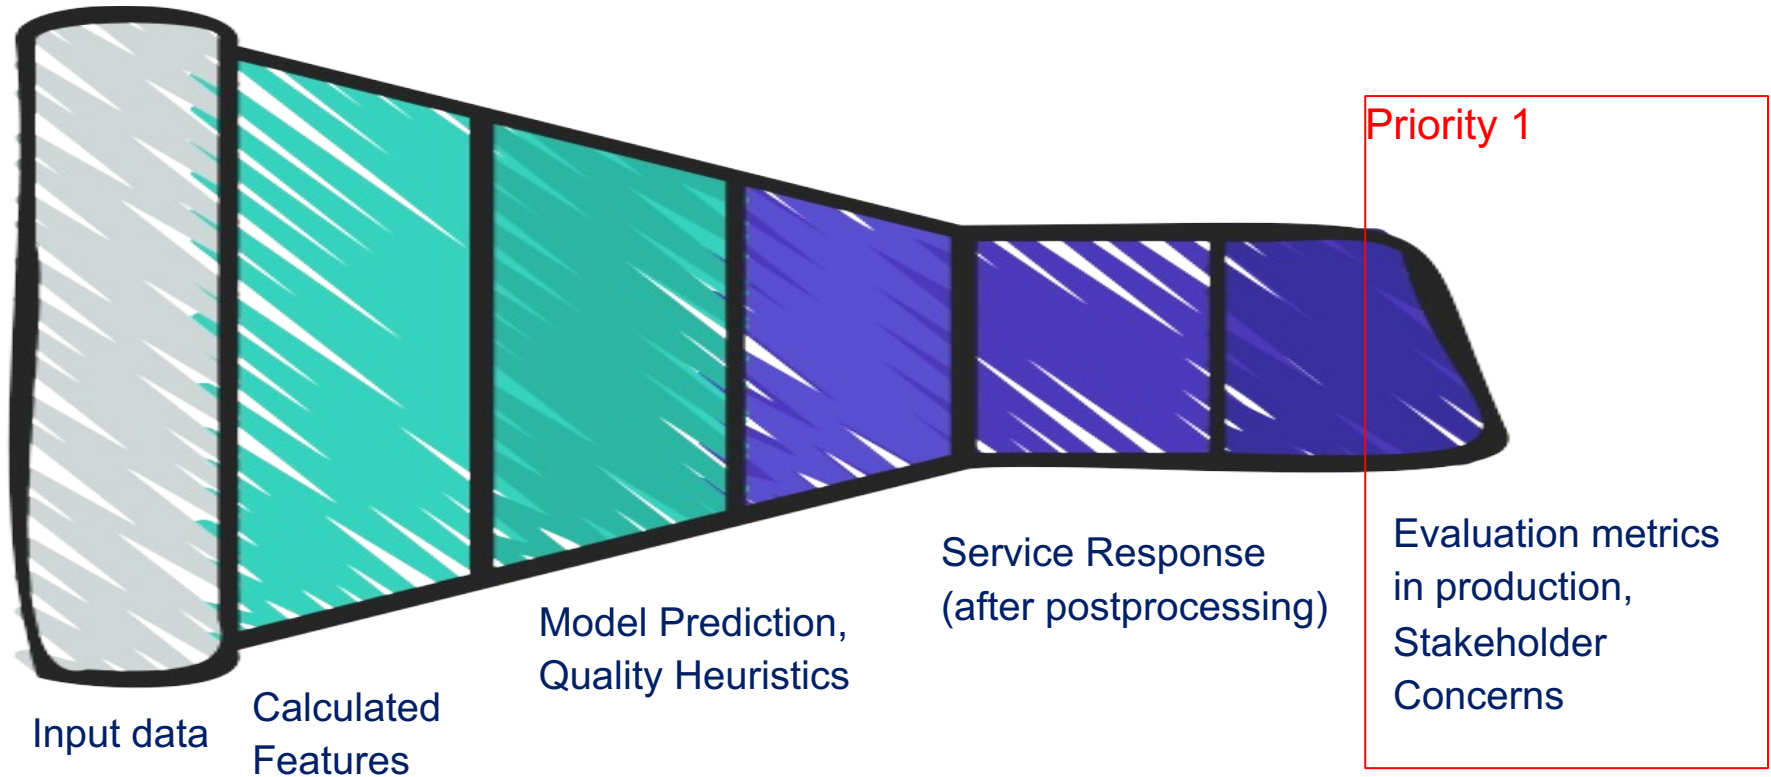 Priority 1
Input data
Calculated
Features
Model Prediction,
Quality Heuristics
Service Response
(after postprocessing)
Evaluation metrics
in production,
Stakeholder
Concerns